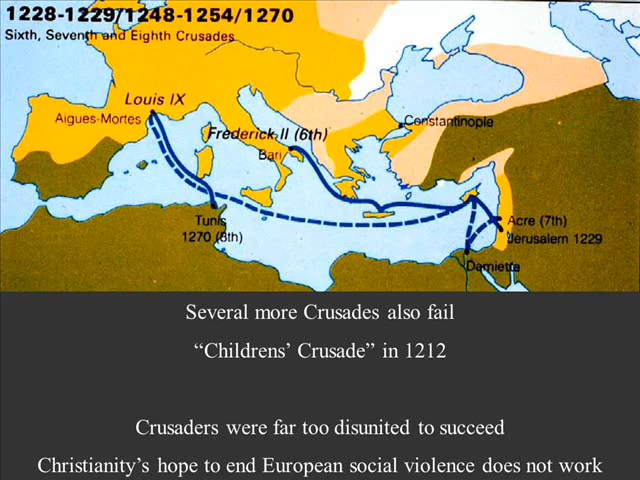 1228-1229/1248-1254/1270
Sixth, Seventh and Eighth Crusades
Louis IX
Aigues-Mortes
Constantinople
Frederick II (6th)
Bari
Tunis
1270 (8th)
Acre (7th)
Jerusalem 1229
Damietta
Several more Crusades also fail
“Childrens’ Crusade” in 1212
Crusaders were far too disunited to succeed
Christianity’s hope to end European social violence does not work